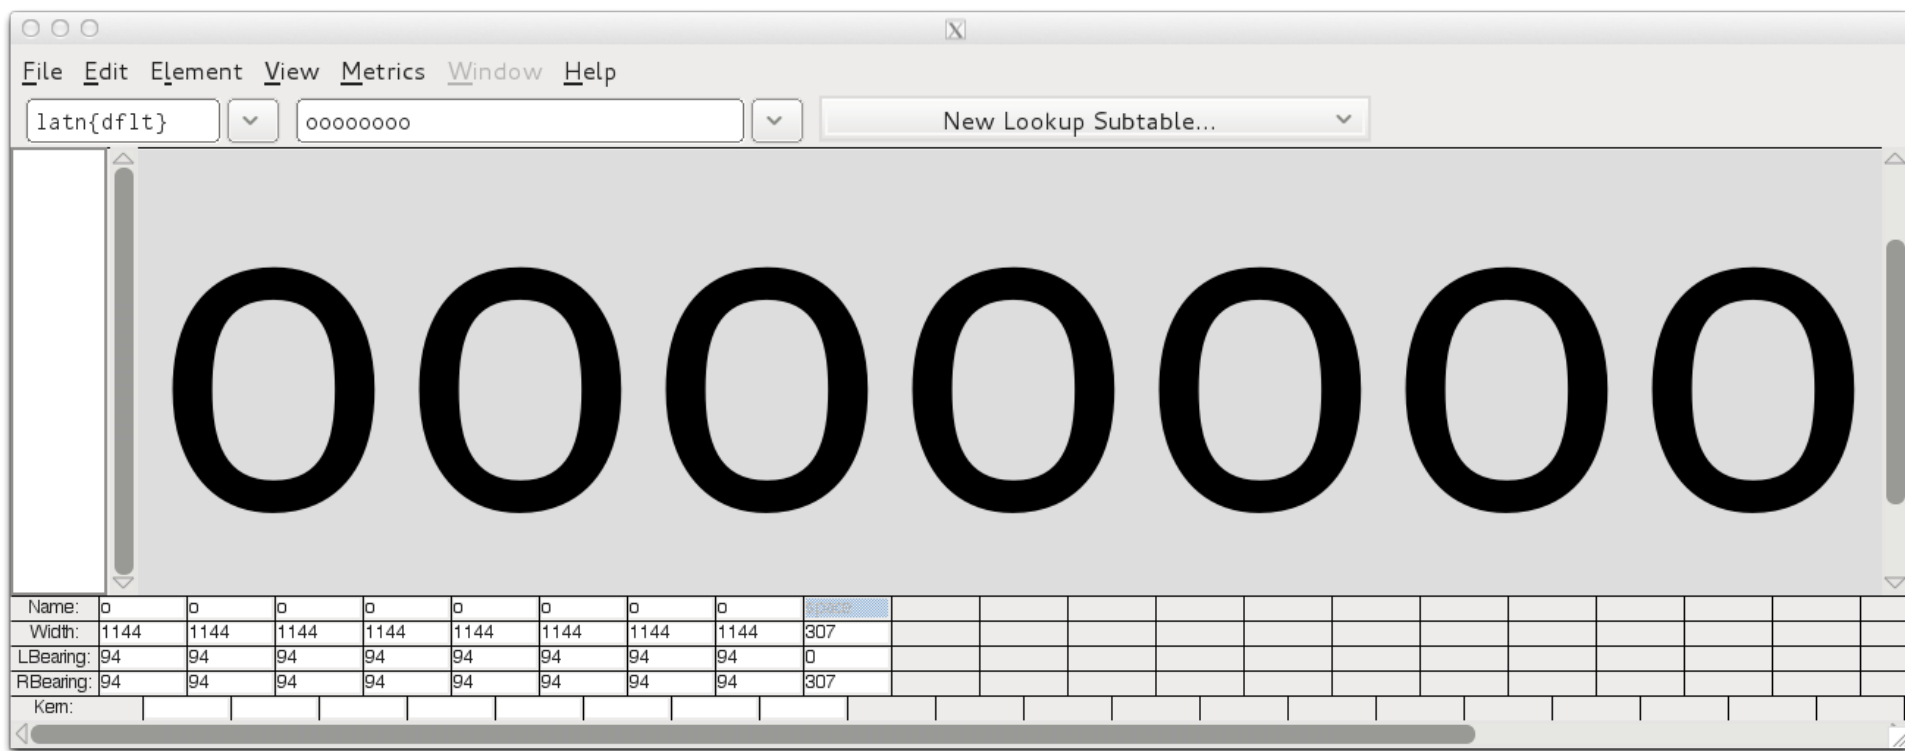 X
File Edit Element View Metrics Window Help
latn{dflt} oooooooo New Lookup Subtable...
ooooooo
Name: o o o o o o o o space
Width: 1144 1144 1144 1144 1144 1144 1144 1144 307
LBearing: 94 94 94 94 94 94 94 94 0
RBearing: 94 94 94 94 94 94 94 94 307
Kern: